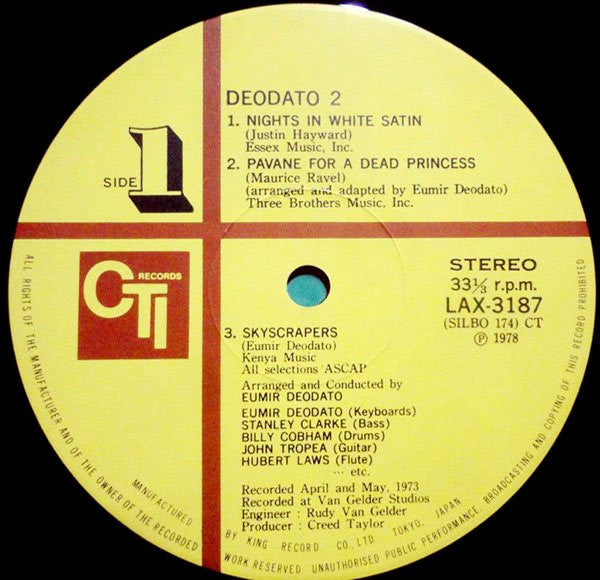 DEODATO 2
SIDE 1
1. NIGHTS IN WHITE SATIN
(Justin Hayward)
Essex Music, Inc.
2. PAVANE FOR A DEAD PRINCESS
(Maurice Ravel)
(arranged and adapted by Eumir Deodato)
Three Brothers Music, Inc.
CTI RECORDS
STEREO
33⅓ r.p.m.
LAX-3187
(SILBO 174) CT
Ⓟ 1978
3. SKYSCRAPERS
(Eumir Deodato)
Kenya Music
All selections ASCAP
Arranged and Conducted by
EUMIR DEODATO
EUMIR DEODATO (Keyboards)
STANLEY CLARKE (Bass)
BILLY COBHAM (Drums)
JOHN TROPEA (Guitar)
HUBERT LAWS (Flute)
... etc.
Recorded April and May, 1973
Recorded at Van Gelder Studios
Engineer : Rudy Van Gelder
Producer : Creed Taylor
MANUFACTURED BY KING RECORD CO., LTD. TOKYO, JAPAN
ALL RIGHTS OF THE MANUFACTURER AND OF THE OWNER OF THE RECORDED WORK RESERVED. UNAUTHORISED PUBLIC PERFORMANCE, BROADCASTING AND COPYING OF THIS RECORD PROHIBITED